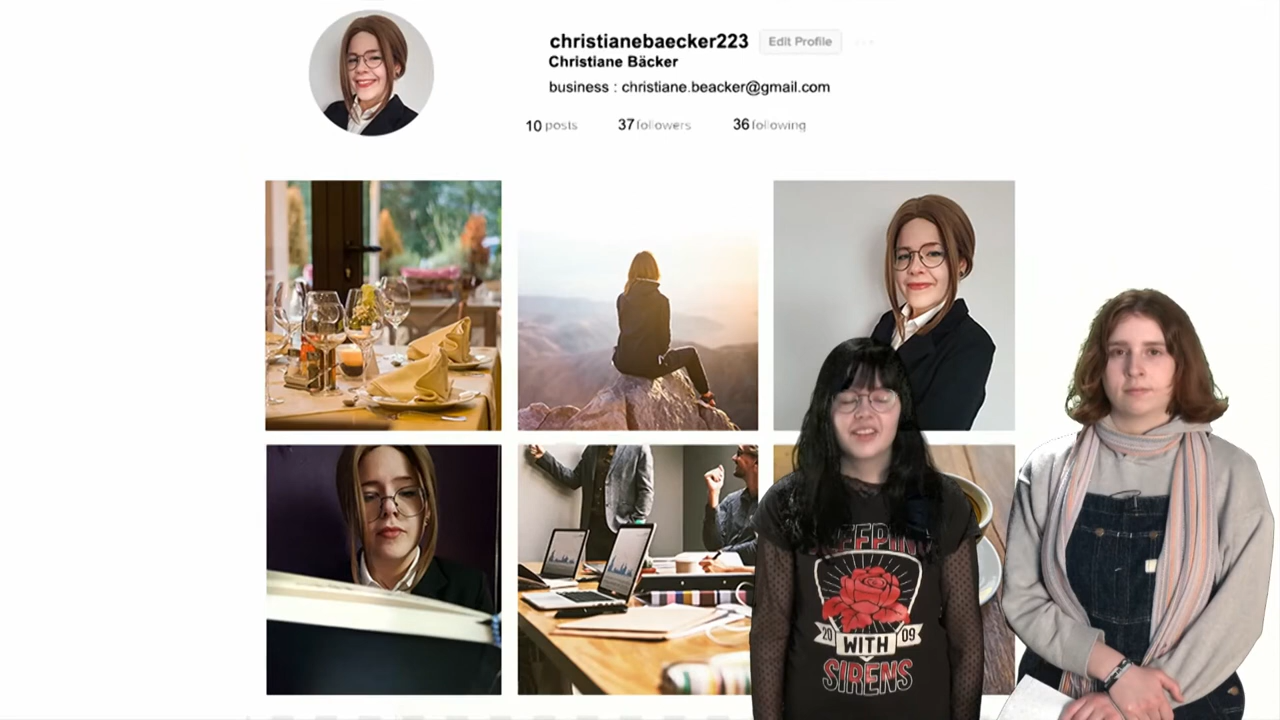 christianebaecker223 Edit Profile
Christiane Bäcker
business : christiane.beacker@gmail.com
10 posts 37 followers 36 following
WITH
20 09
SIRENS